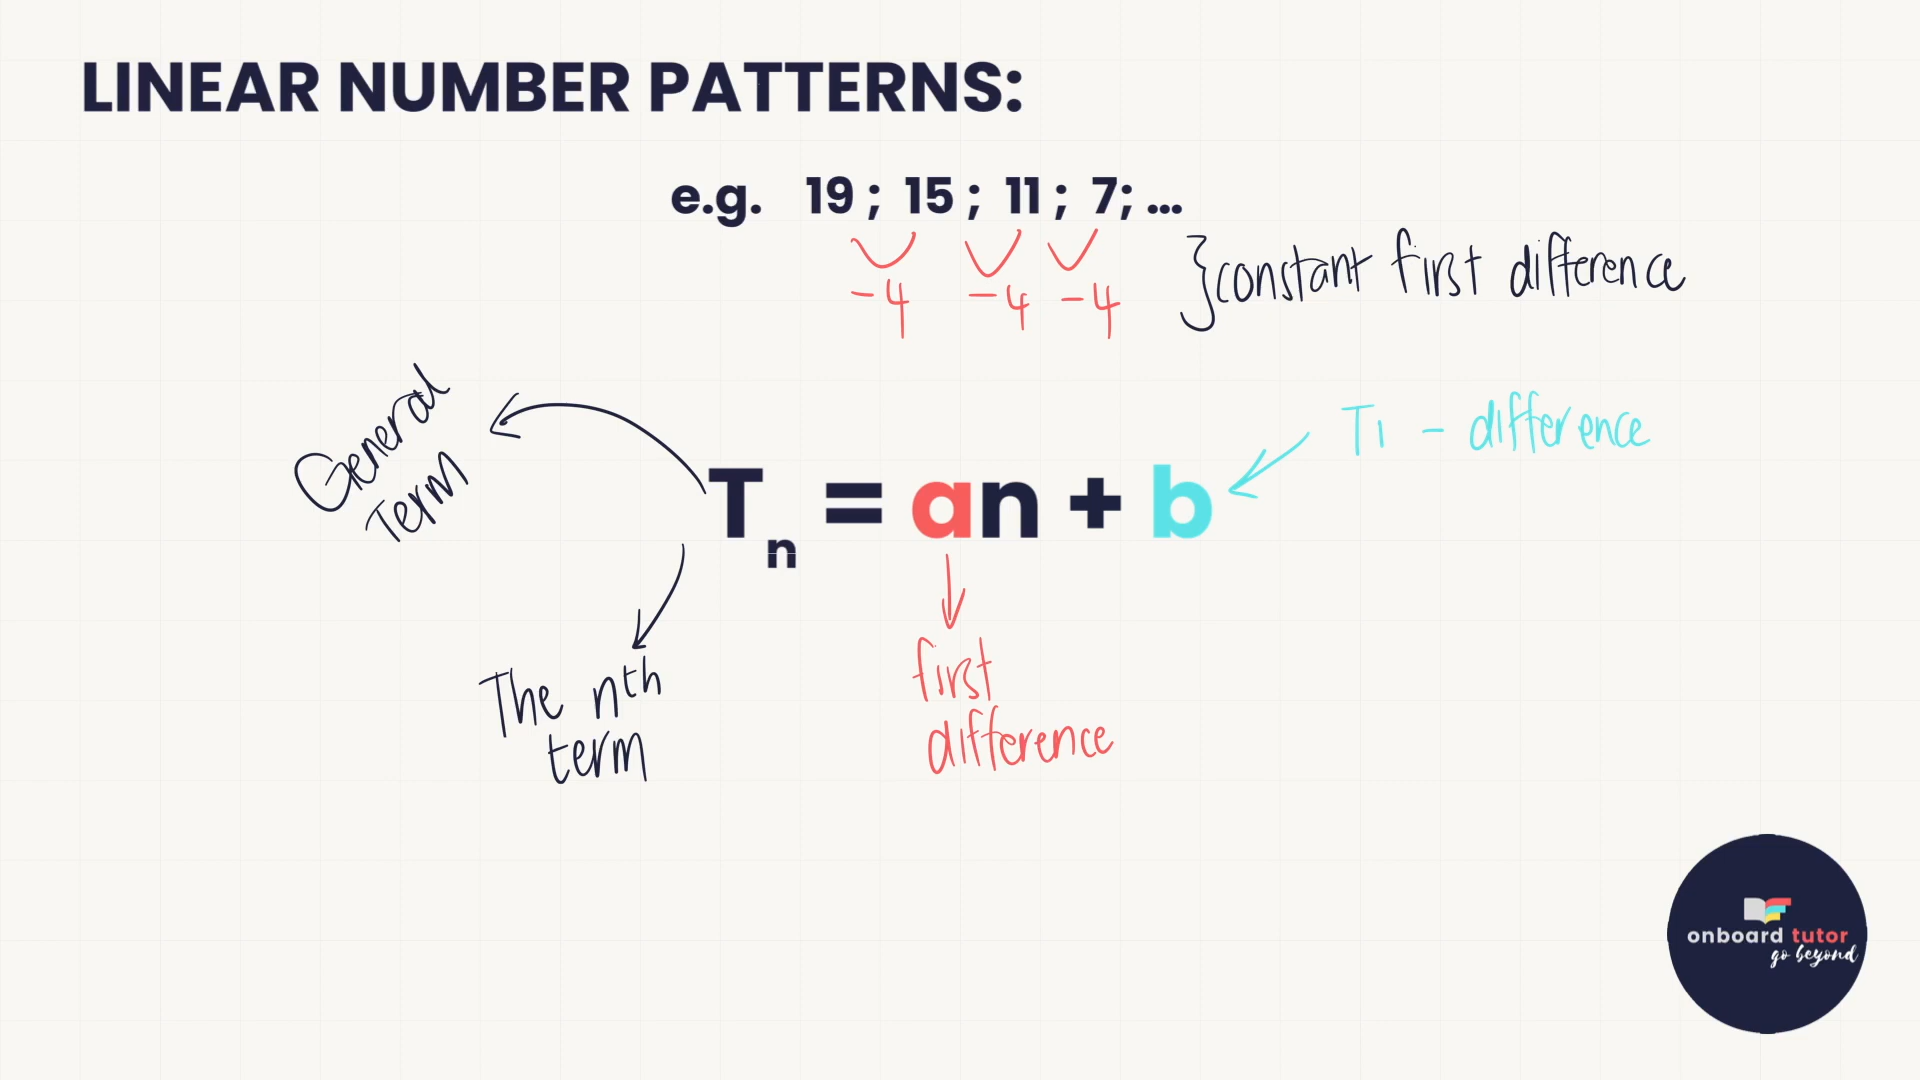 LINEAR NUMBER PATTERNS:
e.g. 19 ; 15 ; 11 ; 7; ...
-4 -4 -4
} constant first difference
General
Term
T1 - difference
Tn = an + b
The nth
term
first
difference
onboard tutor
go beyond